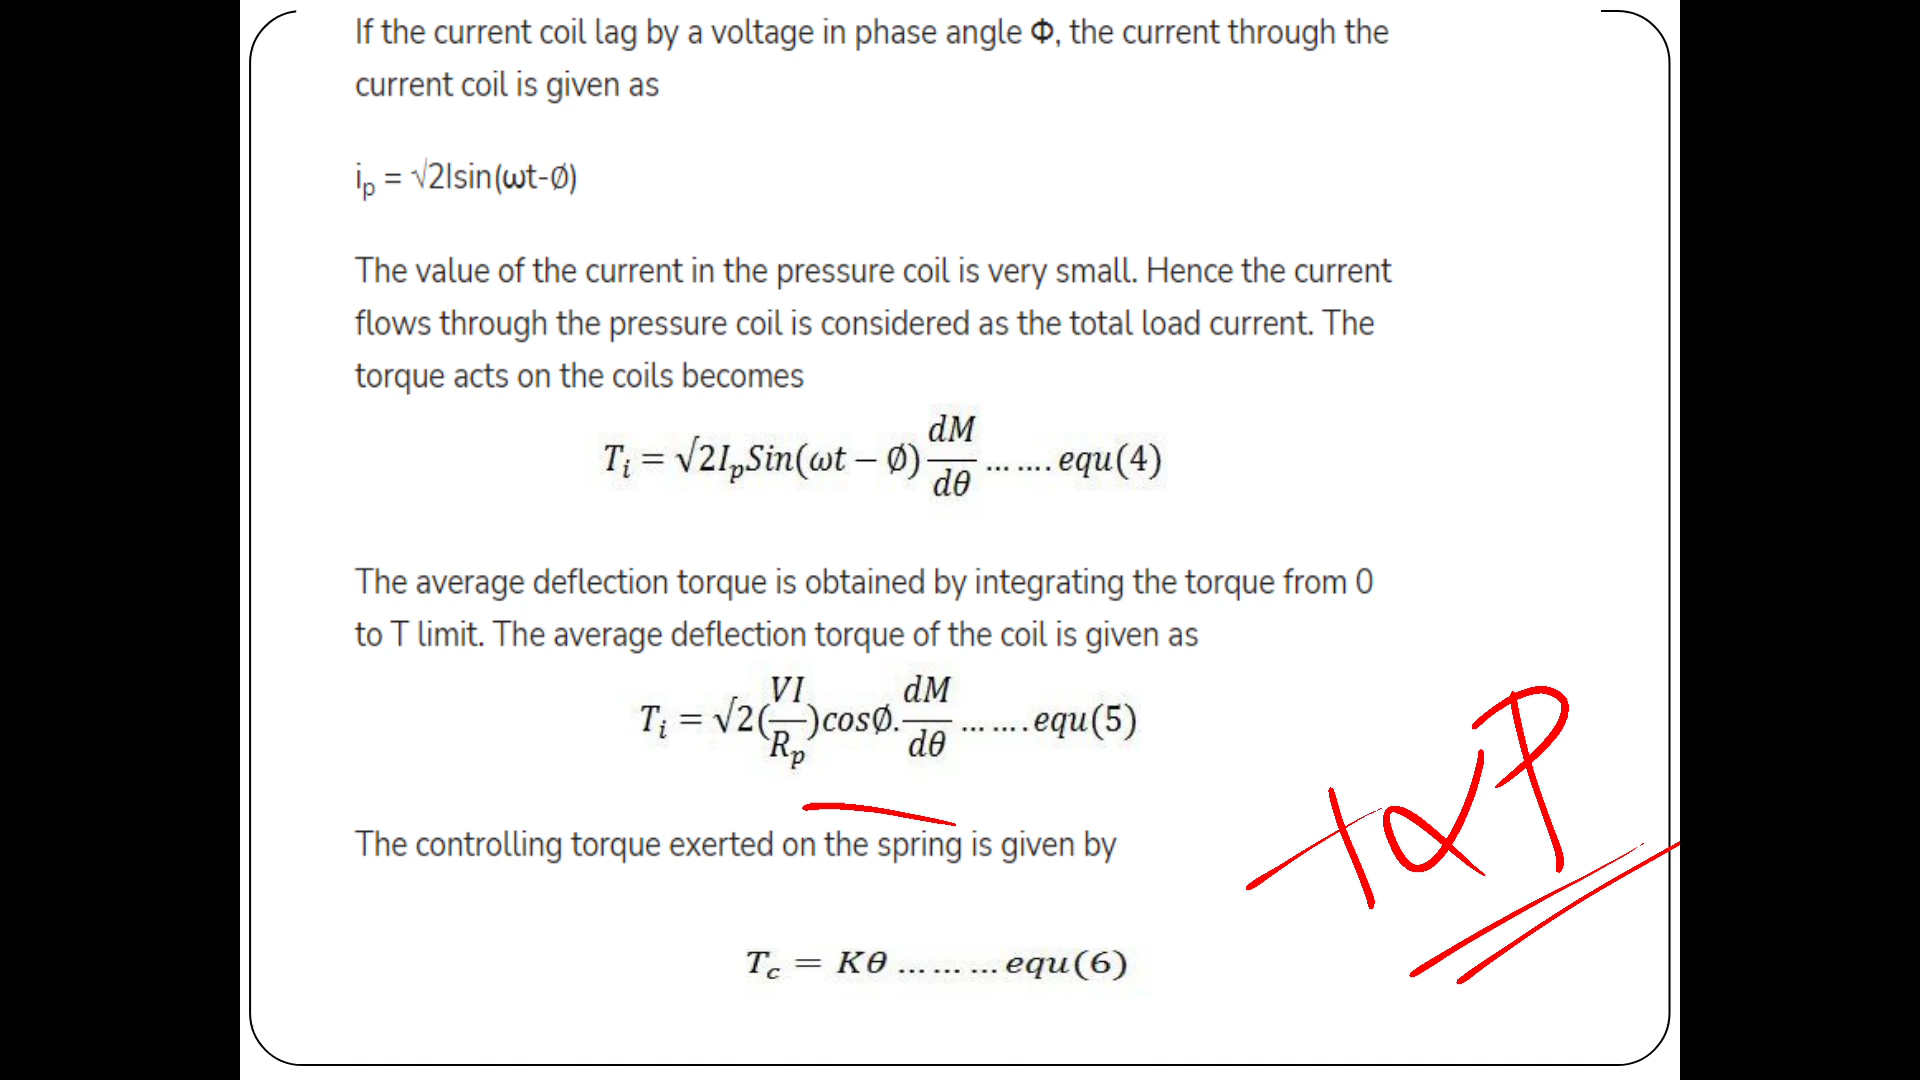 If the current coil lag by a voltage in phase angle Φ, the current through the
current coil is given as
iₚ = √2Isin(ωt-∅)
The value of the current in the pressure coil is very small. Hence the current
flows through the pressure coil is considered as the total load current. The
torque acts on the coils becomes
Tᵢ = √2IₚSin(ωt − ∅) dM/dθ … …. equ(4)
The average deflection torque is obtained by integrating the torque from 0
to T limit. The average deflection torque of the coil is given as
Tᵢ = √2(VI/Rₚ)cos∅. dM/dθ … …. equ(5)
T α P
The controlling torque exerted on the spring is given by
T_c = Kθ … … … equ(6)